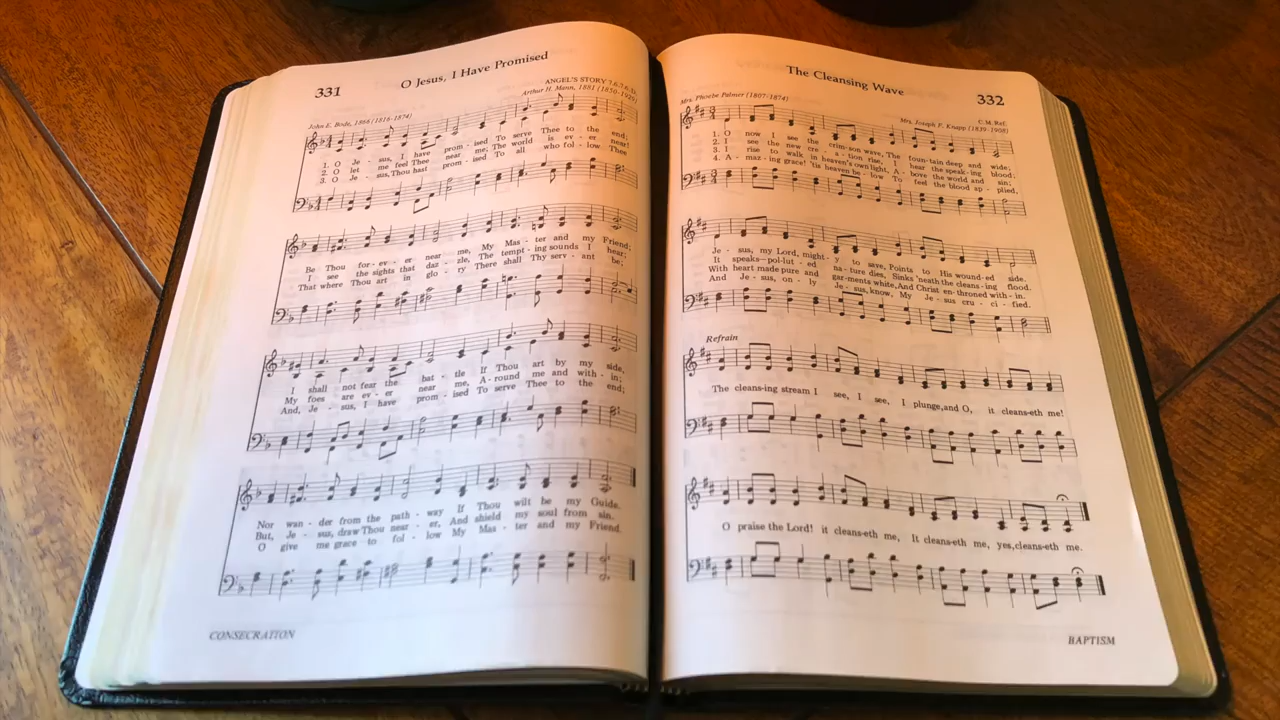 331
O Jesus, I Have Promised
ANGEL'S STORY 7.6.7.6.D.
John E. Bode, 1866 (1816-1874)
Arthur H. Mann, 1881 (1850-1929)
1. O Je - sus, I have prom - ised To serve Thee to the end;
2. O let me feel Thee near me; The world is ev - er near!
3. O Je - sus, Thou hast prom - ised To all who fol - low Thee
Be Thou for - ev - er near me, My Mas - ter and my Friend;
I see the sights that daz - zle, The tempt - ing sounds I hear;
That where Thou art in glo - ry There shall Thy serv - ant be;
I shall not fear the bat - tle If Thou art by my side,
My foes are ev - er near me, A - round me and with - in;
And, Je - sus, I have prom - ised To serve Thee to the end;
Nor wan - der from the path - way If Thou wilt be my Guide.
But, Je - sus, draw Thou near - er, And shield my soul from sin.
O give me grace to fol - low My Mas - ter and my Friend.
CONSECRATION
The Cleansing Wave
332
Mrs. Phoebe Palmer (1807-1874)
C.M.Ref.
Mrs. Joseph F. Knapp (1839-1908)
1. O now I see the crim-son wave, The foun-tain deep and wide;
2. I see the new cre - a - tion rise, I hear the speak-ing blood;
3. I rise to walk in heaven's own light, A - bove the world and sin;
4. A - maz - ing grace! 'tis heaven be - low To feel the blood ap - plied,
Je - sus, my Lord, might - y to save, Points to His wound-ed side.
It speaks—pol-lut - ed na - ture dies, Sinks 'neath the cleans-ing flood.
With heart made pure and gar-ments white, And Christ en-throned with-in.
And Je - sus, on - ly Je - sus, know, My Je - sus cru - ci - fied.
Refrain
The cleans-ing stream I see, I see, I plunge, and O, it cleans-eth me!
O praise the Lord! it cleans-eth me, It cleans-eth me, yes, cleans-eth me.
BAPTISM